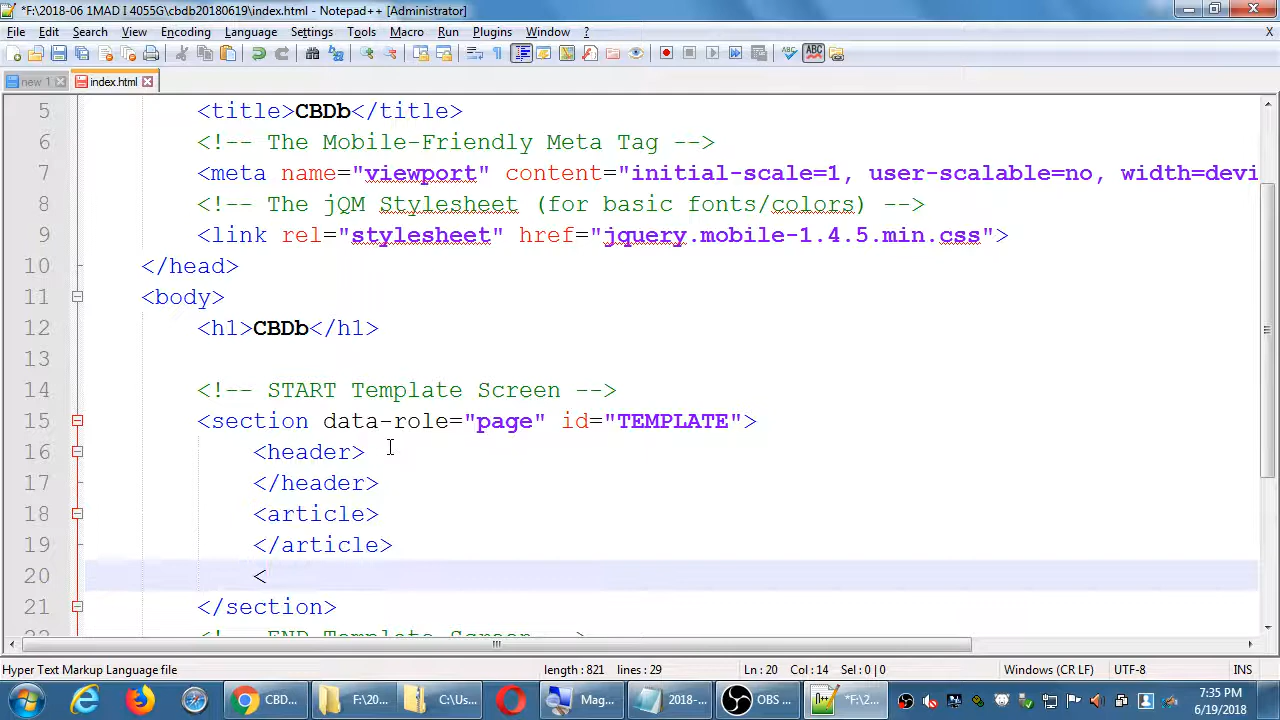 *F:\2018-06 1MAD I 4055G\cbdb20180619\index.html - Notepad++ [Administrator]
File Edit Search View Encoding Language Settings Tools Macro Run Plugins Window ? X
new 1 index.html
5 <title>CBDb</title>
6 <!-- The Mobile-Friendly Meta Tag -->
7 <meta name="viewport" content="initial-scale=1, user-scalable=no, width=devi
8 <!-- The jQM Stylesheet (for basic fonts/colors) -->
9 <link rel="stylesheet" href="jquery.mobile-1.4.5.min.css">
10 </head>
11 <body>
12 <h1>CBDb</h1>
13
14 <!-- START Template Screen -->
15 <section data-role="page" id="TEMPLATE">
16 <header>
17 </header>
18 <article>
19 </article>
20 <
21 </section>
22 <!-- END Template Screen -->
Hyper Text Markup Language file length : 821 lines : 29 Ln : 20 Col : 14 Sel : 0 | 0 Windows (CR LF) UTF-8 INS
CBD... F:\20... C:\Us... Mag... 2018-... OBS ... *F:\2...
7:35 PM
6/19/2018